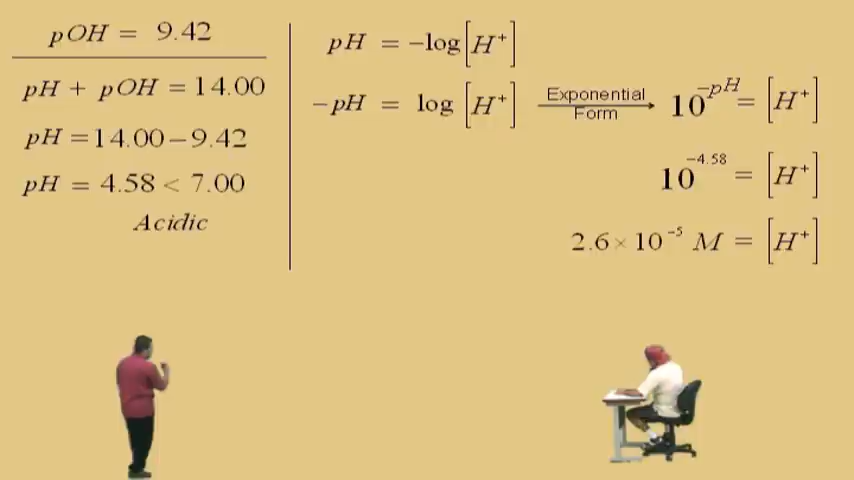 pOH = 9.42
pH + pOH = 14.00
pH = 14.00 − 9.42
pH = 4.58 < 7.00
Acidic
pH = −log[H⁺]
−pH = log [H⁺] Exponential Form 10^−pH = [H⁺]
10^−4.58 = [H⁺]
2.6 × 10⁻⁵ M = [H⁺]